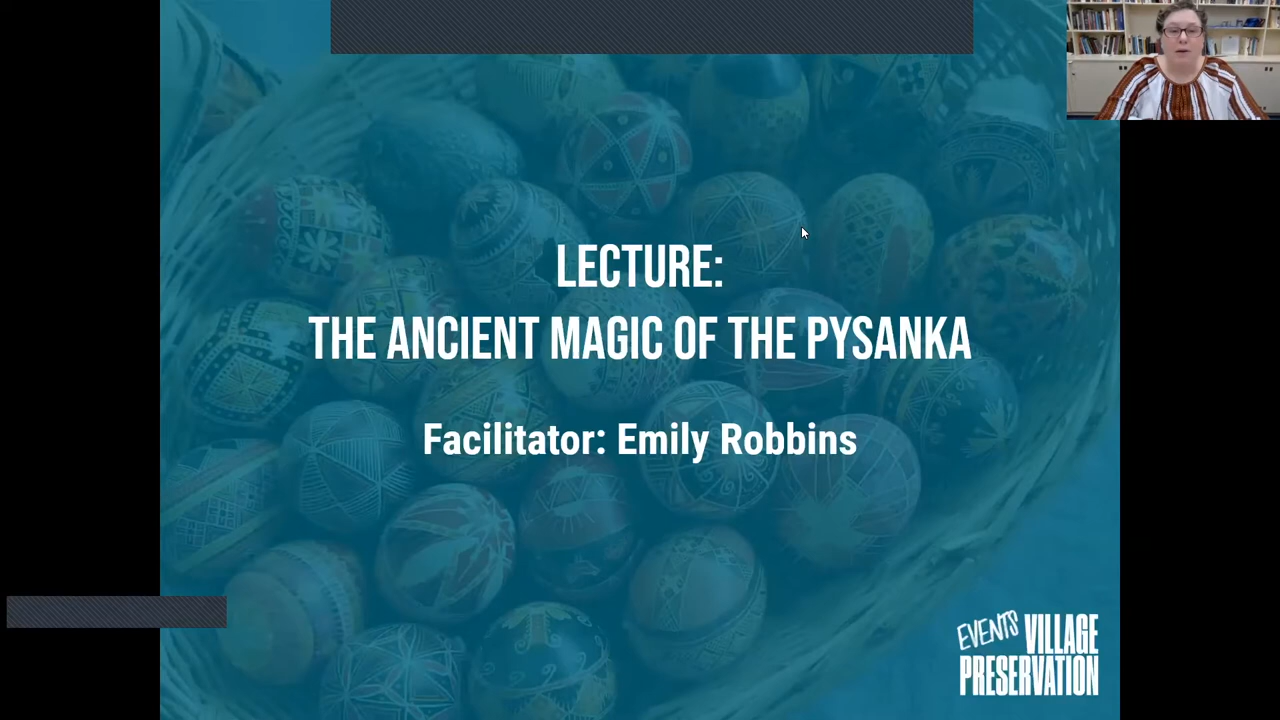 LECTURE:
THE ANCIENT MAGIC OF THE PYSANKA
Facilitator: Emily Robbins
EVENTS VILLAGE
PRESERVATION